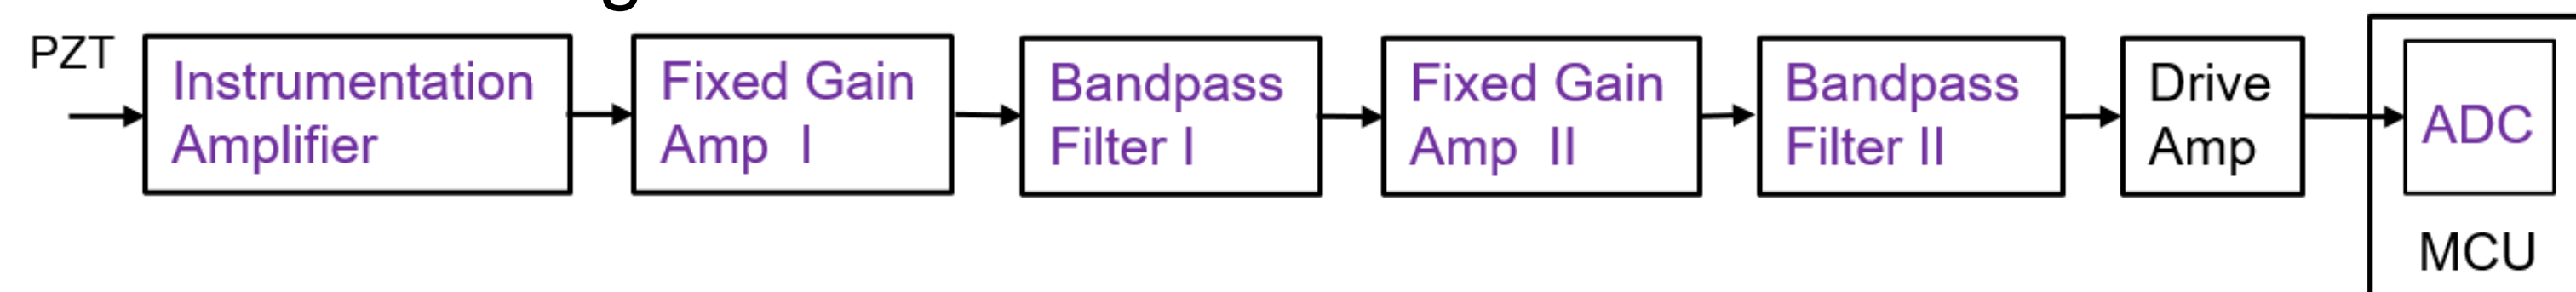 PZT
Instrumentation
Amplifier
Fixed Gain
Amp I
Bandpass
Filter I
Fixed Gain
Amp II
Bandpass
Filter II
Drive
Amp
ADC
MCU